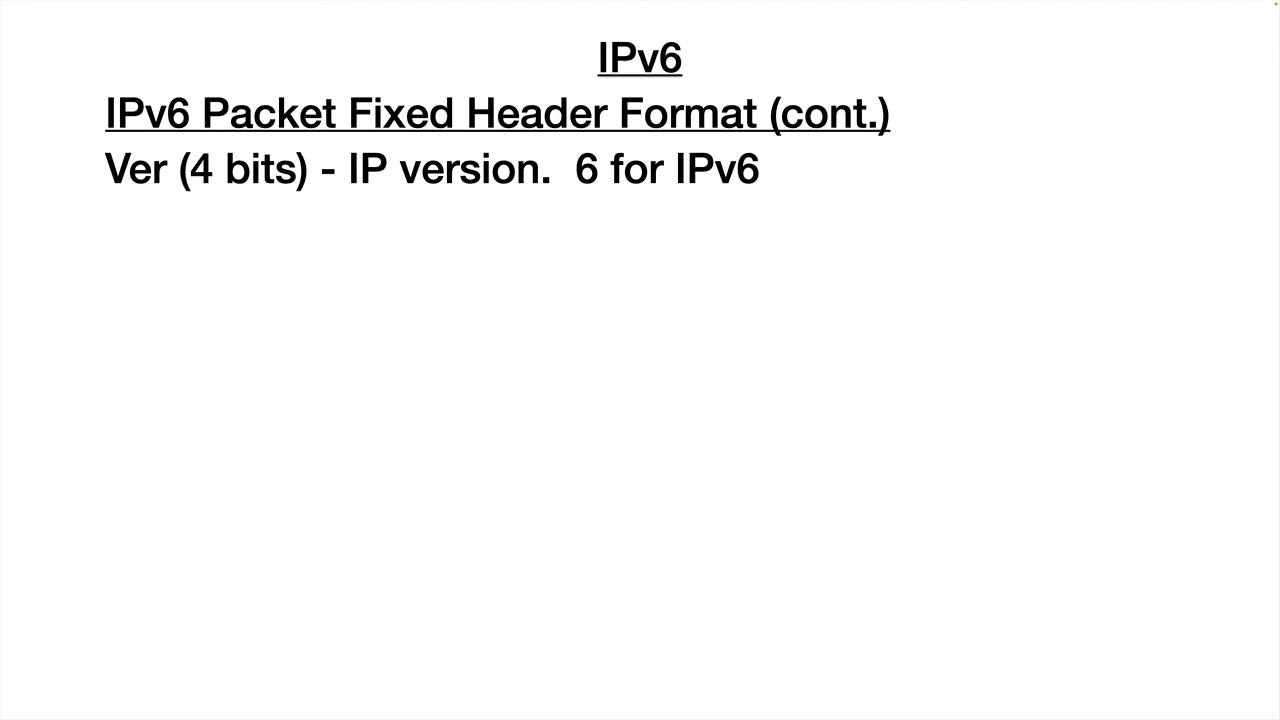 IPv6
IPv6 Packet Fixed Header Format (cont.)
Ver (4 bits) - IP version.  6 for IPv6